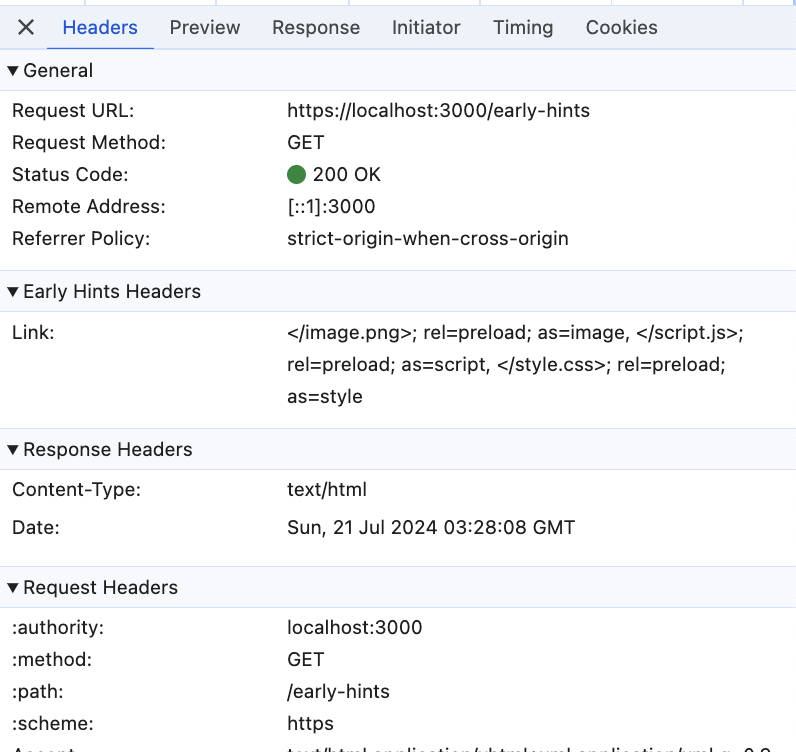 Headers Preview Response Initiator Timing Cookies
General
Request URL: https://localhost:3000/early-hints
Request Method: GET
Status Code: 200 OK
Remote Address: [::1]:3000
Referrer Policy: strict-origin-when-cross-origin
Early Hints Headers
Link: </image.png>; rel=preload; as=image, </script.js>;
rel=preload; as=script, </style.css>; rel=preload;
as=style
Response Headers
Content-Type: text/html
Date: Sun, 21 Jul 2024 03:28:08 GMT
Request Headers
:authority: localhost:3000
:method: GET
:path: /early-hints
:scheme: https